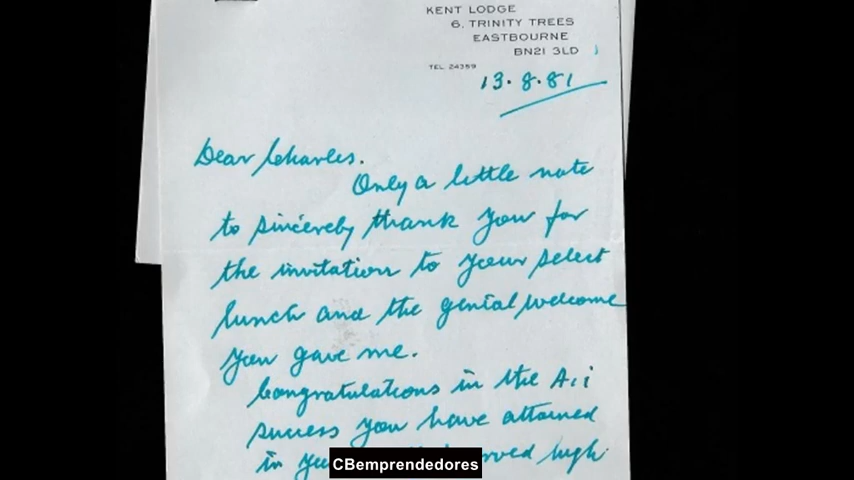 KENT LODGE
6. TRINITY TREES
EASTBOURNE
BN21 3LD
TEL 24359
13.8.81
Dear Charles.
Only a little note
to sincerely thank you for
the invitation to your select
lunch and the genial welcome
you gave me.
Congratulations in the A.1
success you have attained
in high
CBemprendedores